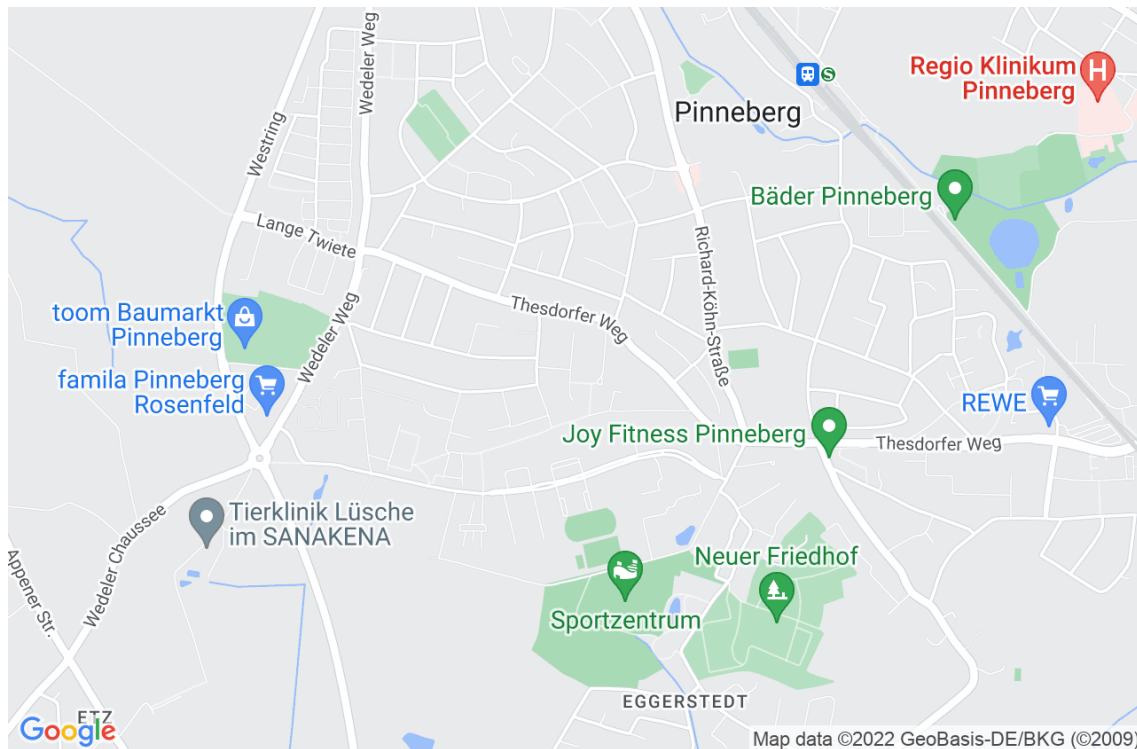 Regio Klinikum
Pinneberg
Pinneberg
S
H
Wedeler Weg
Westring
Bäder Pinneberg
Lange Twiete
Richard-Köhn-Straße
toom Baumarkt
Pinneberg
Wedeler Weg
Thesdorfer Weg
famila Pinneberg
Rosenfeld
REWE
Joy Fitness Pinneberg
Thesdorfer Weg
Tierklinik Lüsche
im SANAKENA
Wedeler Chaussee
Appener Str.
Neuer Friedhof
Sportzentrum
EGGERSTEDT
ETZ
Google
Map data ©2022 GeoBasis-DE/BKG (©2009)